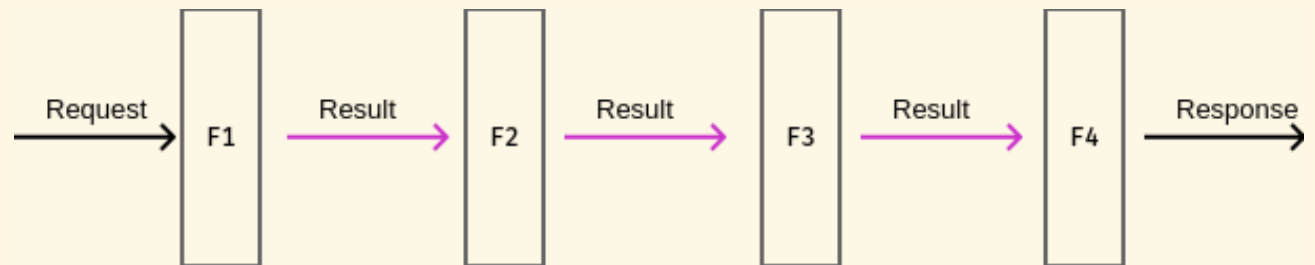 Request
F1
Result
F2
Result
F3
Result
F4
Response